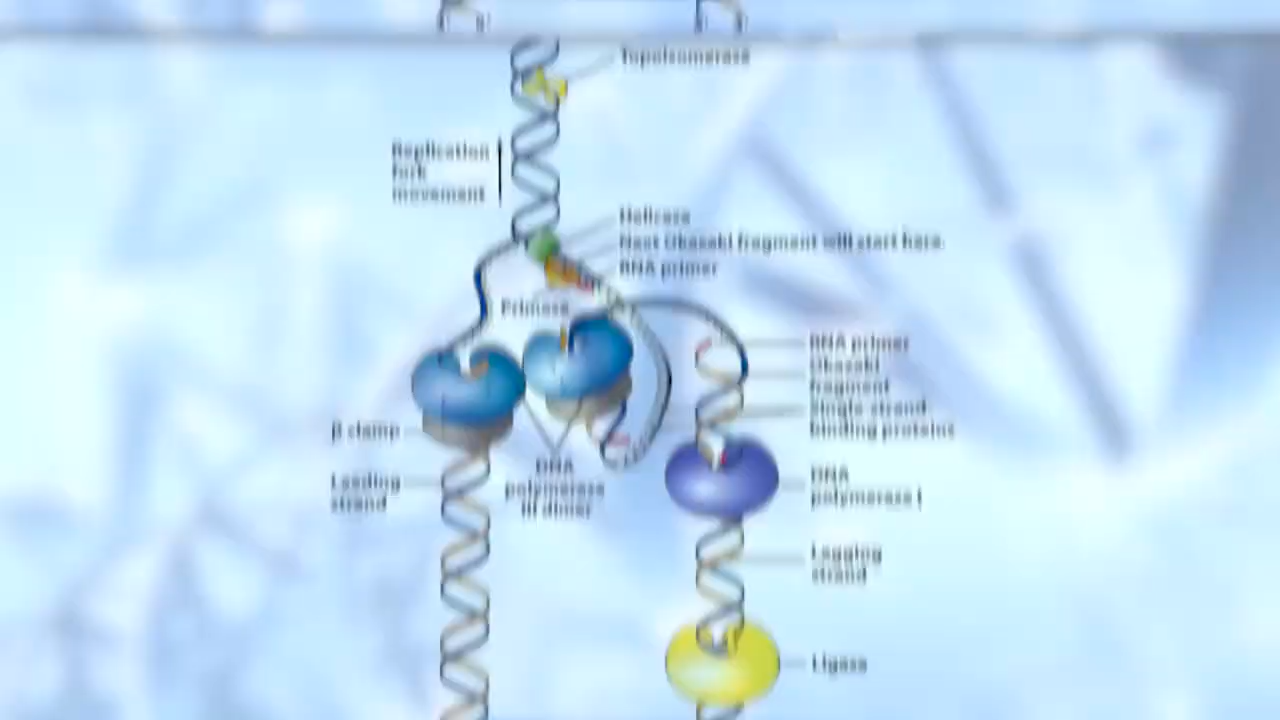 Topoisomerase
Replication
fork
movement
Helicase
Next Okazaki fragment will start here
RNA primer
Primase
RNA primer
Okazaki
fragment
Single strand
binding proteins
β clamp
Leading
strand
DNA
polymerase
III dimer
DNA
polymerase I
Lagging
strand
Ligase